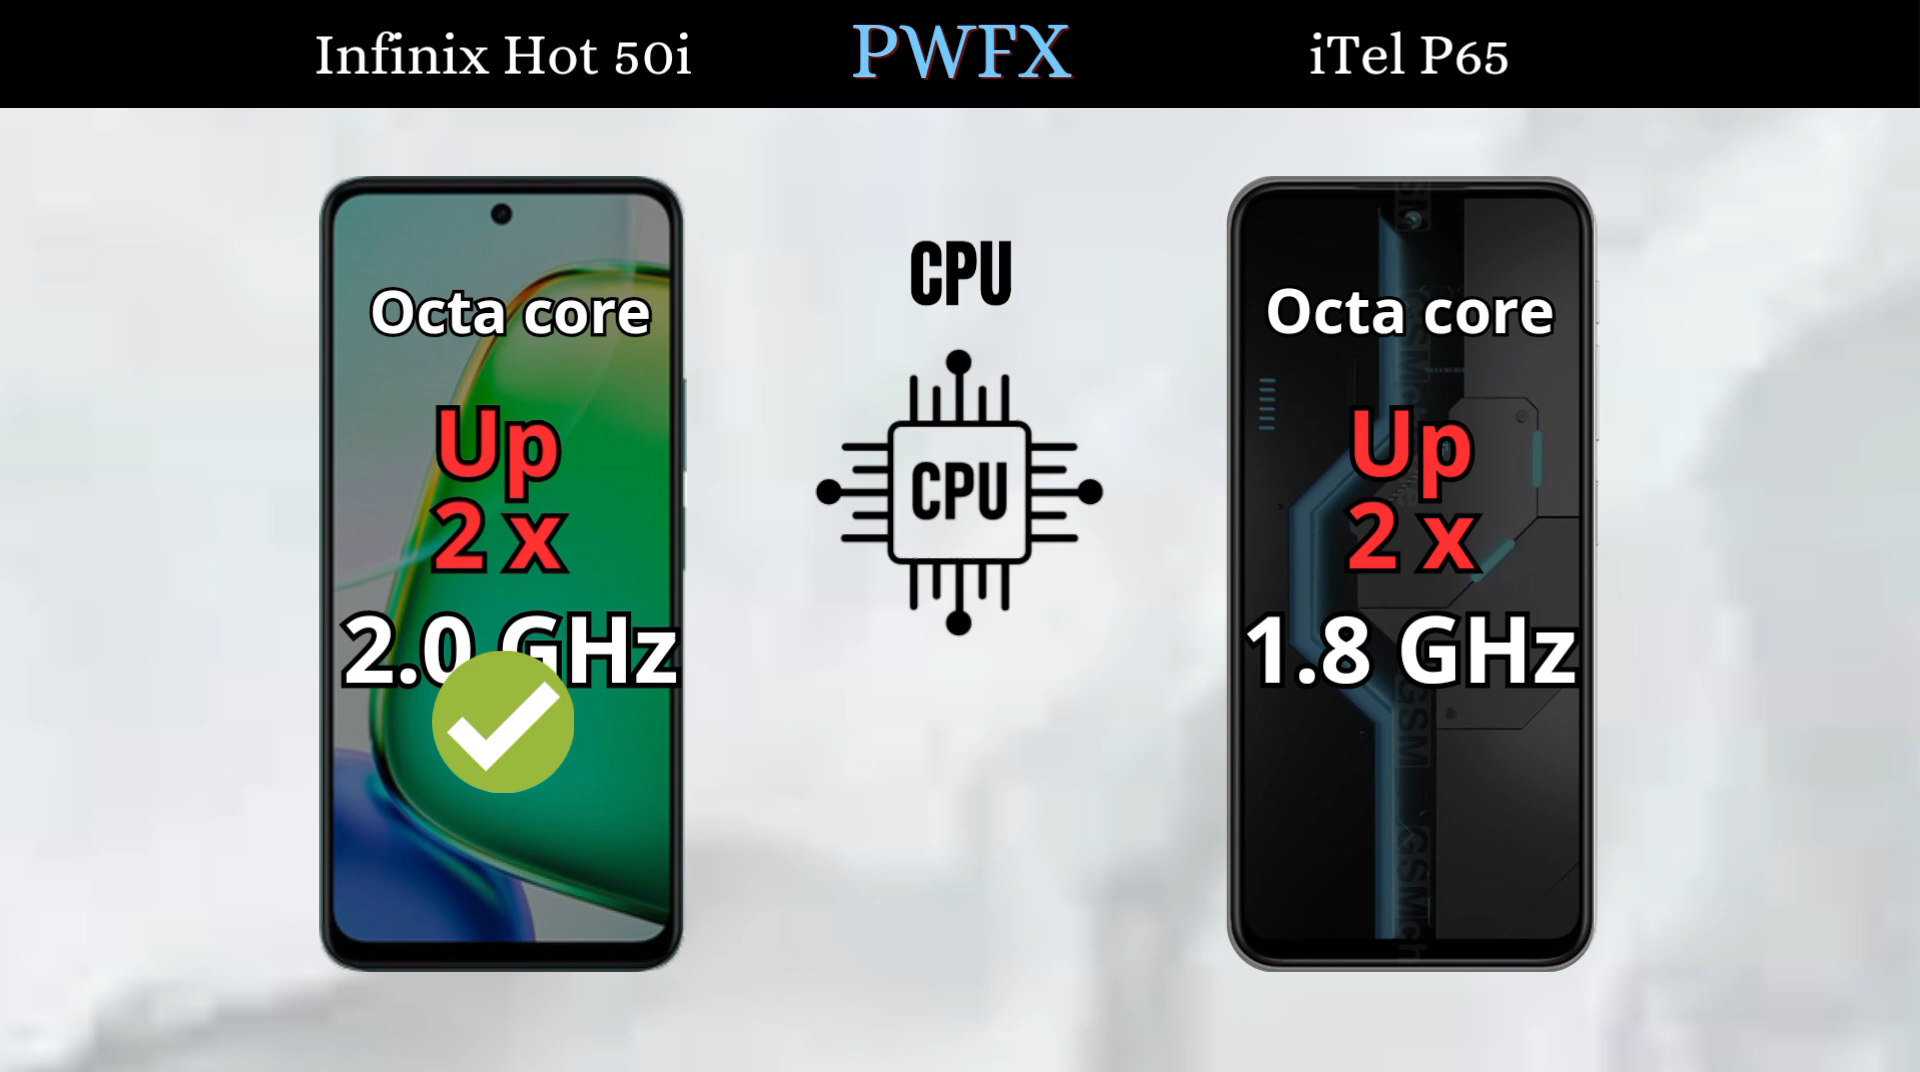 Infinix Hot 50i
PWFX
iTel P65
Octa core
Up
2 x
2.0 GHz
CPU
CPU
Octa core
Up
2 x
1.8 GHz